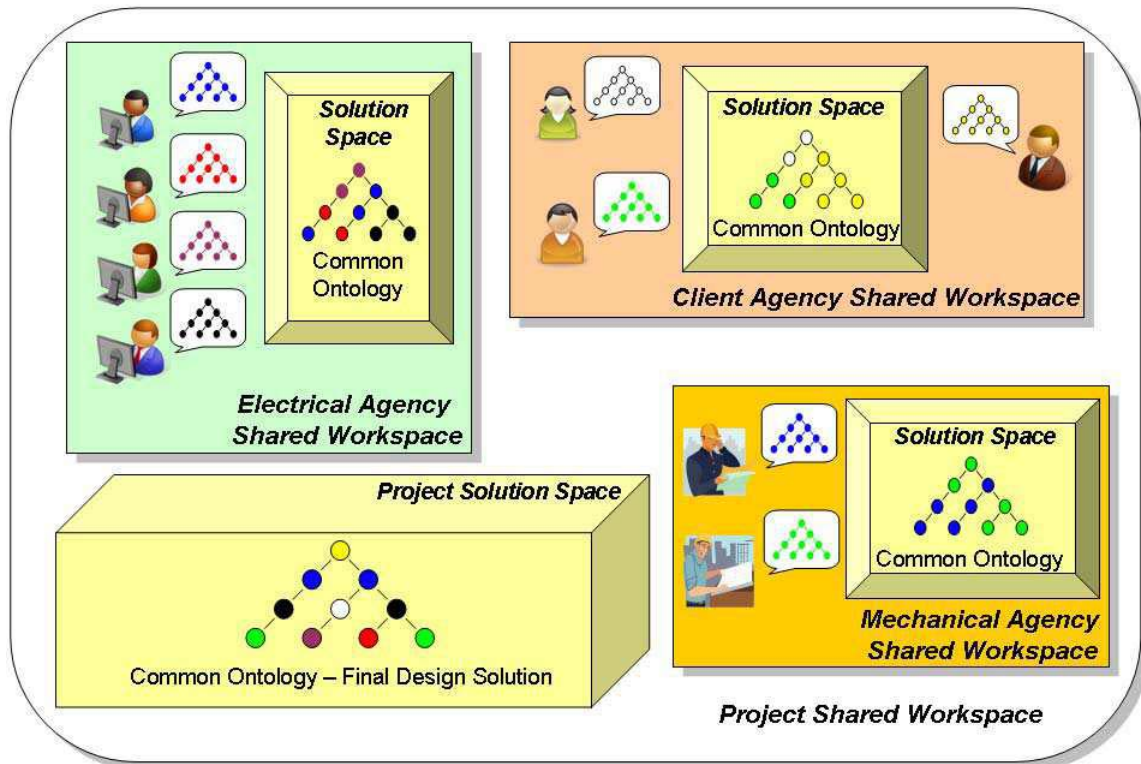 Solution
Space
Common
Ontology
Electrical Agency
Shared Workspace
Solution Space
Common Ontology
Client Agency Shared Workspace
Project Solution Space
Common Ontology – Final Design Solution
Solution Space
Common Ontology
Mechanical Agency
Shared Workspace
Project Shared Workspace